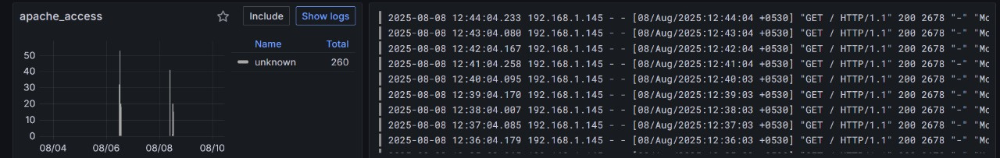 apache_access
Include
Show logs
Name Total
unknown 260
50
40
30
20
10
0
08/04 08/06 08/08 08/10
2025-08-08 12:44:04.233 192.168.1.145 - - [08/Aug/2025:12:44:04 +0530] "GET / HTTP/1.1" 200 2678 "-" "Mo
2025-08-08 12:43:04.080 192.168.1.145 - - [08/Aug/2025:12:43:04 +0530] "GET / HTTP/1.1" 200 2678 "-" "Mo
2025-08-08 12:42:04.167 192.168.1.145 - - [08/Aug/2025:12:42:04 +0530] "GET / HTTP/1.1" 200 2678 "-" "Mo
2025-08-08 12:41:04.258 192.168.1.145 - - [08/Aug/2025:12:41:04 +0530] "GET / HTTP/1.1" 200 2678 "-" "Mo
2025-08-08 12:40:04.095 192.168.1.145 - - [08/Aug/2025:12:40:03 +0530] "GET / HTTP/1.1" 200 2678 "-" "Mo
2025-08-08 12:39:04.170 192.168.1.145 - - [08/Aug/2025:12:39:03 +0530] "GET / HTTP/1.1" 200 2678 "-" "Mo
2025-08-08 12:38:04.007 192.168.1.145 - - [08/Aug/2025:12:38:03 +0530] "GET / HTTP/1.1" 200 2678 "-" "Mo
2025-08-08 12:37:04.085 192.168.1.145 - - [08/Aug/2025:12:37:03 +0530] "GET / HTTP/1.1" 200 2678 "-" "Mo
2025-08-08 12:36:04.179 192.168.1.145 - - [08/Aug/2025:12:36:03 +0530] "GET / HTTP/1.1" 200 2678 "-" "Mo